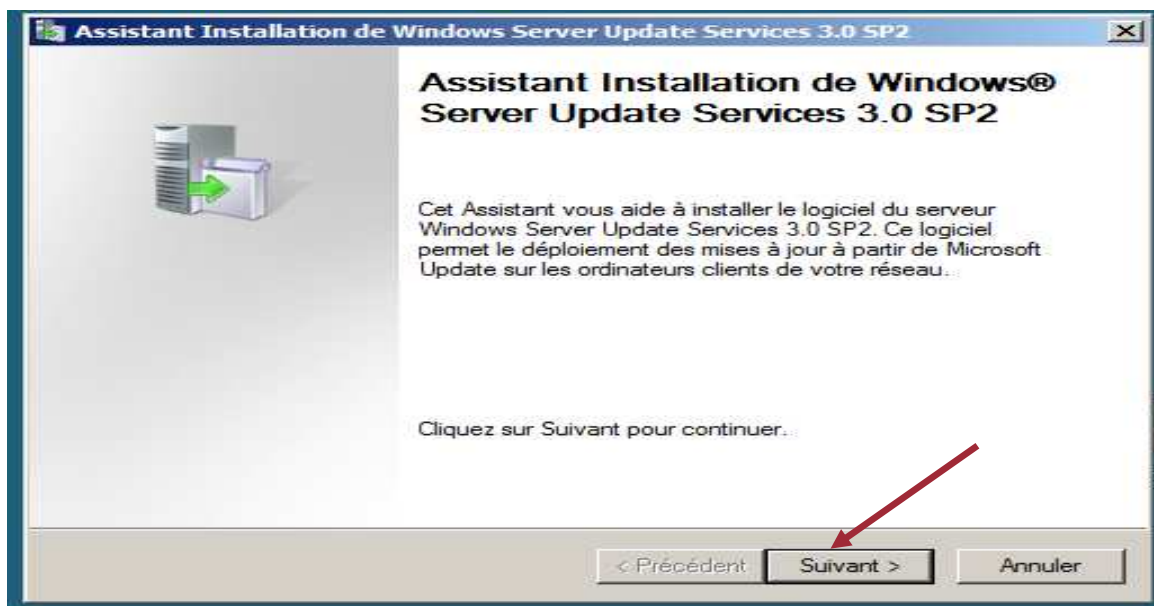 Assistant Installation de Windows Server Update Services 3.0 SP2
Assistant Installation de Windows®
Server Update Services 3.0 SP2
Cet Assistant vous aide à installer le logiciel du serveur
Windows Server Update Services 3.0 SP2. Ce logiciel
permet le déploiement des mises à jour à partir de Microsoft
Update sur les ordinateurs clients de votre réseau.
Cliquez sur Suivant pour continuer.
< Précédent Suivant > Annuler